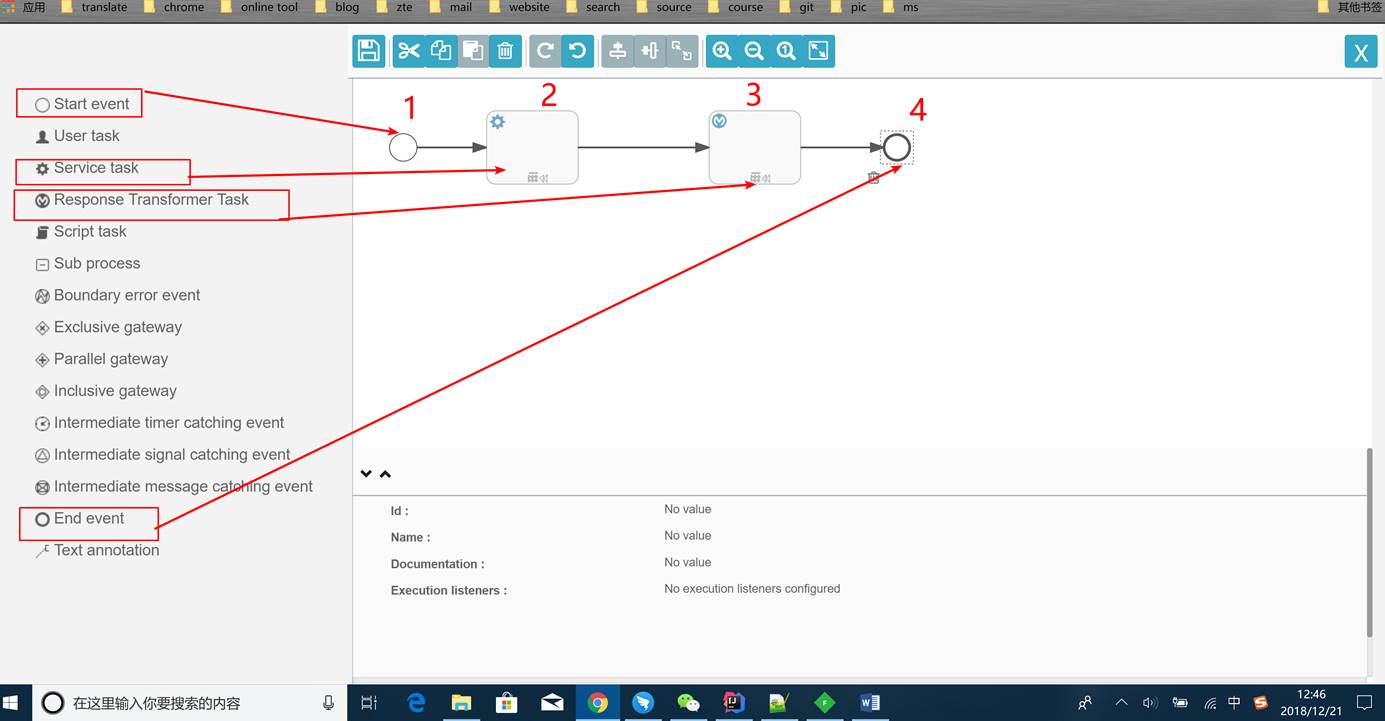 应用 translate chrome online tool blog zte mail website search source course git pic ms 其他书签
X
1 2 3 4
Start event
User task
Service task
Response Transformer Task
Script task
Sub process
Boundary error event
Exclusive gateway
Parallel gateway
Inclusive gateway
Intermediate timer catching event
Intermediate signal catching event
Intermediate message catching event
End event
Text annotation
Id : No value
Name : No value
Documentation : No value
Execution listeners : No execution listeners configured
在这里输入你要搜索的内容
中
12:46
2018/12/21